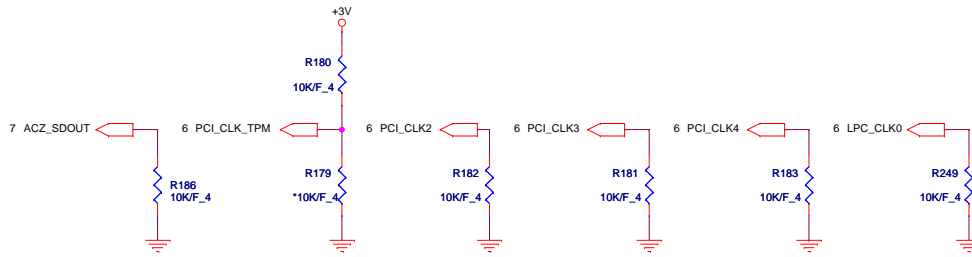 +3V
R180
10K/F_4
7 ACZ_SDOUT
6 PCI_CLK_TPM
6 PCI_CLK2
6 PCI_CLK3
6 PCI_CLK4
6 LPC_CLK0
R186
10K/F_4
R179
*10K/F_4
R182
10K/F_4
R181
10K/F_4
R183
10K/F_4
R249
10K/F_4